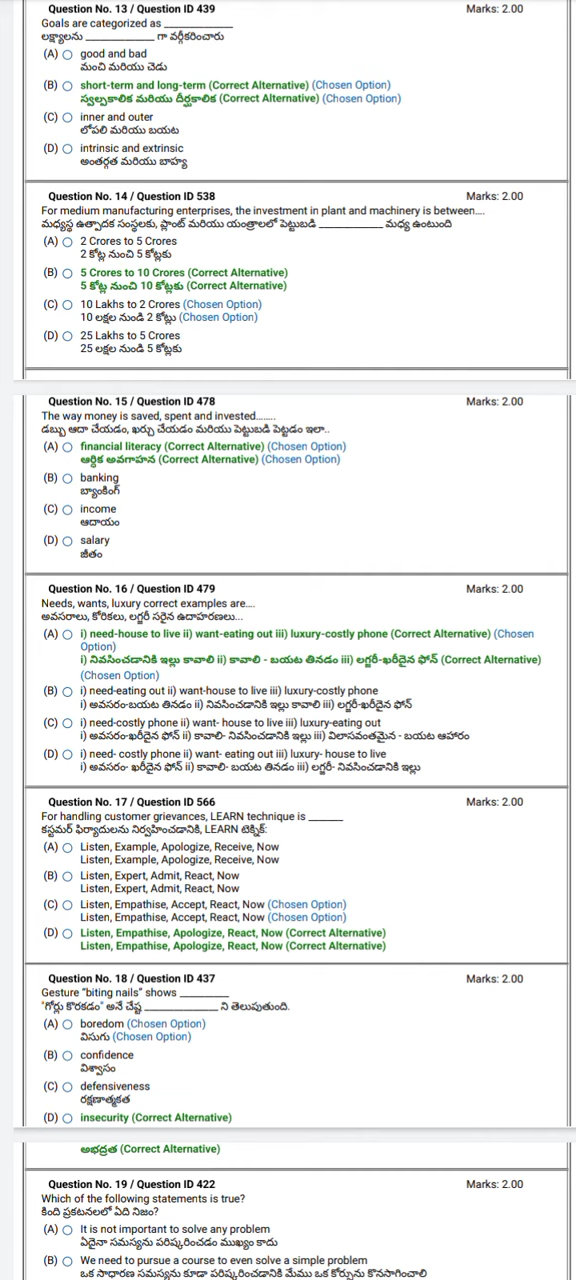 Question No. 13 / Question ID 439 Marks: 2.00
Goals are categorized as ____________
లక్ష్యాలను ____________ గా వర్గీకరించారు
(A) good and bad
మంచి మరియు చెడు
(B) short-term and long-term (Correct Alternative) (Chosen Option)
స్వల్పకాలిక మరియు దీర్ఘకాలిక (Correct Alternative) (Chosen Option)
(C) inner and outer
లోపలి మరియు బయట
(D) intrinsic and extrinsic
అంతర్గత మరియు బాహ్య
Question No. 14 / Question ID 538 Marks: 2.00
For medium manufacturing enterprises, the investment in plant and machinery is between....
మధ్యస్థ ఉత్పాదక సంస్థలకు, ప్లాంట్ మరియు యంత్రాలలో పెట్టుబడి ____________ మధ్య ఉంటుంది
(A) 2 Crores to 5 Crores
2 కోట్ల నుంచి 5 కోట్లకు
(B) 5 Crores to 10 Crores (Correct Alternative)
5 కోట్ల నుంచి 10 కోట్లకు (Correct Alternative)
(C) 10 Lakhs to 2 Crores (Chosen Option)
10 లక్షల నుండి 2 కోట్లు (Chosen Option)
(D) 25 Lakhs to 5 Crores
25 లక్షల నుండి 5 కోట్లకు
Question No. 15 / Question ID 478 Marks: 2.00
The way money is saved, spent and invested........
డబ్బు ఆదా చేయడం, ఖర్చు చేయడం మరియు పెట్టుబడి పెట్టడం ఇలా..
(A) financial literacy (Correct Alternative) (Chosen Option)
ఆర్థిక అవగాహన (Correct Alternative) (Chosen Option)
(B) banking
బ్యాంకింగ్
(C) income
ఆదాయం
(D) salary
జీతం
Question No. 16 / Question ID 479 Marks: 2.00
Needs, wants, luxury correct examples are....
అవసరాలు, కోరికలు, లగ్జరీ సరైన ఉదాహరణలు...
(A) i) need-house to live ii) want-eating out iii) luxury-costly phone (Correct Alternative) (Chosen
Option)
i) నివసించడానికి ఇల్లు కావాలి ii) కావాలి - బయట తినడం iii) లగ్జరీ-ఖరీదైన ఫోన్ (Correct Alternative)
(Chosen Option)
(B) i) need-eating out ii) want-house to live iii) luxury-costly phone
i) అవసరం-బయట తినడం ii) నివసించడానికి ఇల్లు కావాలి iii) లగ్జరీ-ఖరీదైన ఫోన్
(C) i) need-costly phone ii) want- house to live iii) luxury-eating out
i) అవసరం-ఖరీదైన ఫోన్ ii) కావాలి- నివసించడానికి ఇల్లు iii) విలాసవంతమైన - బయట ఆహారం
(D) i) need- costly phone ii) want- eating out iii) luxury- house to live
i) అవసరం- ఖరీదైన ఫోన్ ii) కావాలి- బయట తినడం iii) లగ్జరీ- నివసించడానికి ఇల్లు
Question No. 17 / Question ID 566 Marks: 2.00
For handling customer grievances, LEARN technique is ______
కస్టమర్ ఫిర్యాదులను నిర్వహించడానికి, LEARN టెక్నిక్:
(A) Listen, Example, Apologize, Receive, Now
Listen, Example, Apologize, Receive, Now
(B) Listen, Expert, Admit, React, Now
Listen, Expert, Admit, React, Now
(C) Listen, Empathise, Accept, React, Now (Chosen Option)
Listen, Empathise, Accept, React, Now (Chosen Option)
(D) Listen, Empathise, Apologize, React, Now (Correct Alternative)
Listen, Empathise, Apologize, React, Now (Correct Alternative)
Question No. 18 / Question ID 437 Marks: 2.00
Gesture "biting nails" shows ________
"గోర్లు కొరకడం" అనే చేష్ట ____________ ని తెలుపుతుంది.
(A) boredom (Chosen Option)
విసుగు (Chosen Option)
(B) confidence
విశ్వాసం
(C) defensiveness
రక్షణాత్మకత
(D) insecurity (Correct Alternative)
అభద్రత (Correct Alternative)
Question No. 19 / Question ID 422 Marks: 2.00
Which of the following statements is true?
కింది ప్రకటనలలో ఏది నిజం?
(A) It is not important to solve any problem
ఏదైనా సమస్యను పరిష్కరించడం ముఖ్యం కాదు
(B) We need to pursue a course to even solve a simple problem
ఒక సాధారణ సమస్యను కూడా పరిష్కరించడానికి మేము ఒక కోర్సును కొనసాగించాలి